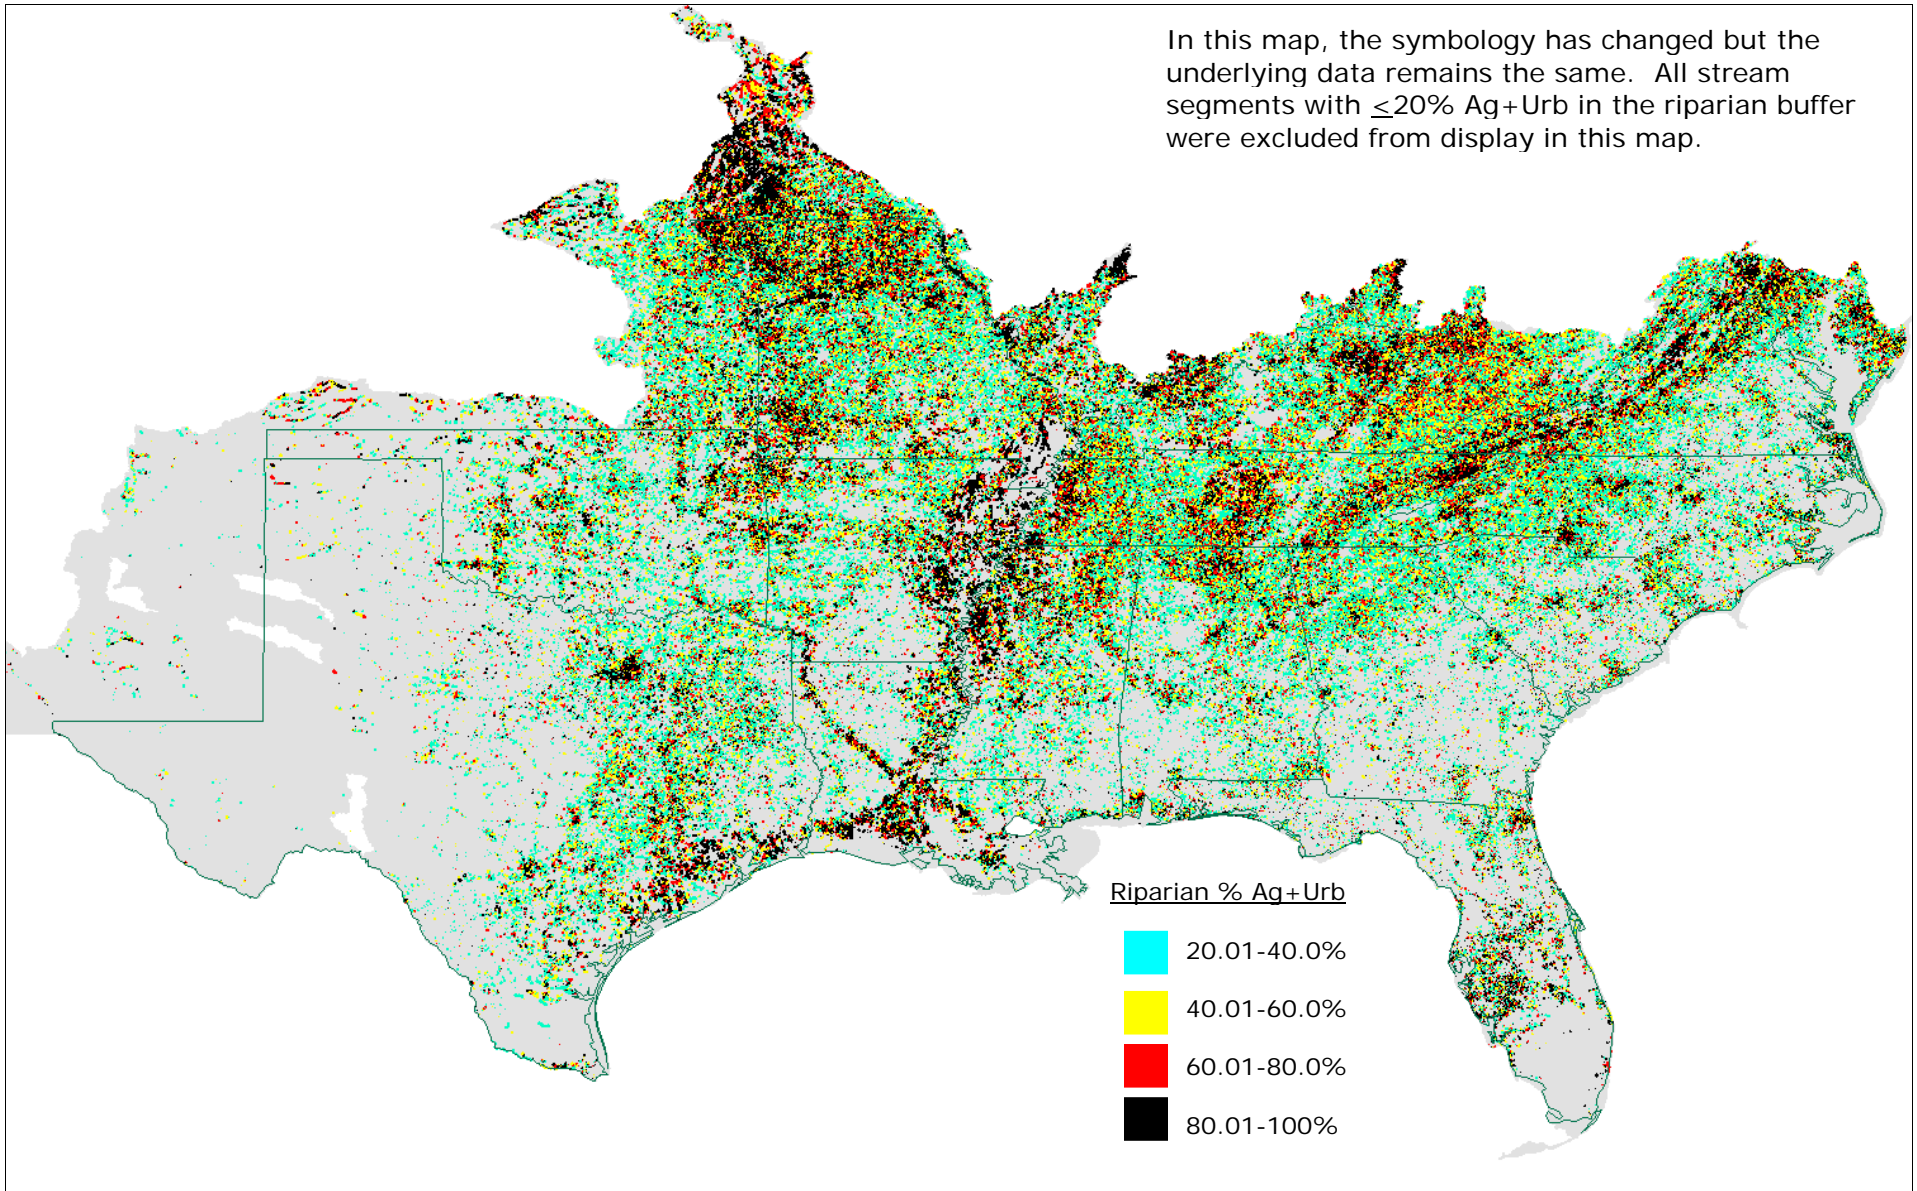 In this map, the symbology has changed but the
underlying data remains the same. All stream
segments with <20% Ag+Urb in the riparian buffer
were excluded from display in this map.
Riparian % Ag+Urb
20.01-40.0%
40.01-60.0%
60.01-80.0%
80.01-100%